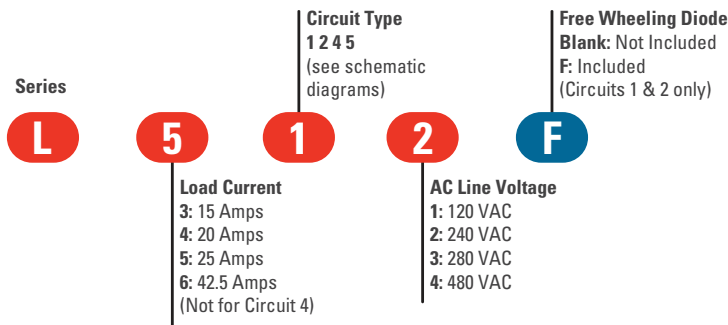 Series
L
5
1
2
F
Circuit Type
1 2 4 5
(see schematic
diagrams)
Free Wheeling Diode
Blank: Not Included
F: Included
(Circuits 1 & 2 only)
Load Current
3: 15 Amps
4: 20 Amps
5: 25 Amps
6: 42.5 Amps
(Not for Circuit 4)
AC Line Voltage
1: 120 VAC
2: 240 VAC
3: 280 VAC
4: 480 VAC